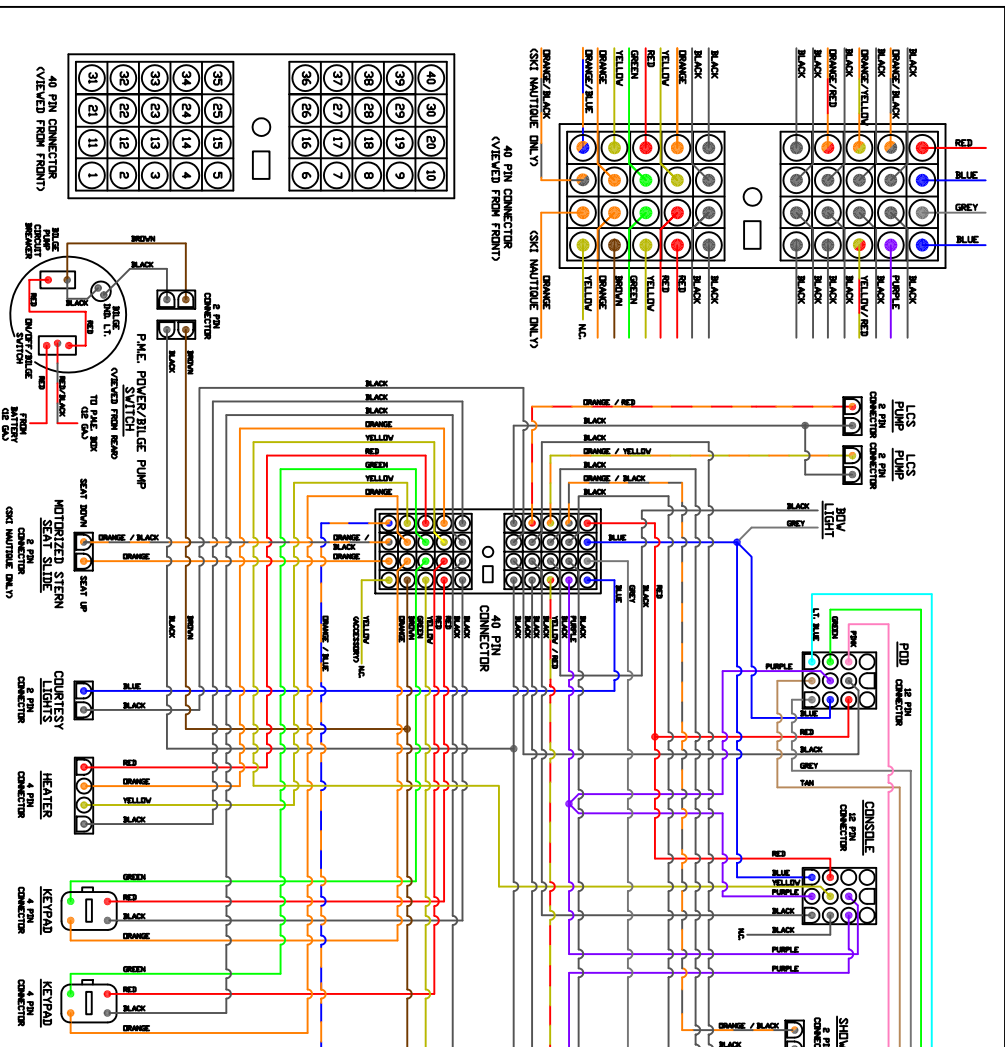 ORANGE/BLACK
(SKI NAUTIQUE ONLY)
ORANGE/BLUE
ORANGE
YELLOW
GREEN
RED
YELLOW
ORANGE
BLACK
BLACK
BLACK
BLACK
ORANGE/RED
BLACK
ORANGE/YELLOW
BLACK
ORANGE/BLACK
BLACK
RED
BLUE
GREY
BLUE
40 PIN CONNECTOR
(VIEWED FROM FRONT)
ORANGE
(SKI NAUTIQUE ONLY)
YELLOW
N.C.
ORANGE
BROWN
GREEN
YELLOW
RED
RED
BLACK
BLACK
BLACK
BLACK
BLACK
BLACK
YELLOW/RED
BLACK
PURPLE
BLACK
40 PIN CONNECTOR
(VIEWED FROM FRONT)
31 32 33 34 35 36 37 38 39 40
21 22 23 24 25 26 27 28 29 30
11 12 13 14 15 16 17 18 19 20
1 2 3 4 5 6 7 8 9 10
BILGE
PUMP
CIRCUIT
BREAKER
BROWN
BLACK
BLACK
BILGE
IND. LT.
RED
RED
ON/OFF/BILGE
SWITCH
RED
RED/BLACK
FROM
BATTERY
(12 GA.)
TO P.M.E. BOX
(12 GA.)
2 PIN
CONNECTOR
BLACK
BROWN
P.M.E. POWER/BILGE PUMP
SWITCH
(VIEWED FROM REAR)
BLACK
BLACK
BLACK
ORANGE
YELLOW
RED
GREEN
YELLOW
ORANGE
ORANGE / RED
BLACK
BLACK
ORANGE / YELLOW
BLACK
ORANGE / BLACK
BLACK
LCS
PUMP
2 PIN
CONNECTOR
LCS
PUMP
2 PIN
CONNECTOR
BOW
LIGHT
BLACK
GREY
SEAT DOWN
SEAT UP
MOTORIZED STERN
SEAT SLIDE
2 PIN
CONNECTOR
(SKI NAUTIQUE ONLY)
ORANGE / BLACK
ORANGE
ORANGE /
BLACK
ORANGE
BLUE
BLACK
BROWN
ORANGE / BLUE
YELLOW
(ACCESSORY)
N.C.
ORANGE
BROWN
GREEN
YELLOW
RED
RED
BLACK
BLACK
40 PIN
CONNECTOR
BLACK
BLACK
BLACK
YELLOW / RED
BLACK
PURPLE
BLACK
BLUE
GREY
BLACK
RED
COURTESY
LIGHTS
2 PIN
CONNECTOR
BLUE
BLACK
LT. BLUE
GREEN
PINK
POD
12 PIN
CONNECTOR
PURPLE
BLUE
RED
BLACK
GREY
TAN
HEATER
4 PIN
CONNECTOR
RED
ORANGE
YELLOW
BLACK
CONSOLE
12 PIN
CONNECTOR
RED
BLUE
YELLOW
PURPLE
BLACK
BLACK
N.C.
PURPLE
PURPLE
KEYPAD
4 PIN
CONNECTOR
GREEN
RED
BLACK
ORANGE
KEYPAD
4 PIN
CONNECTOR
GREEN
RED
BLACK
ORANGE
ORANGE / BLACK
BLACK
2 PI